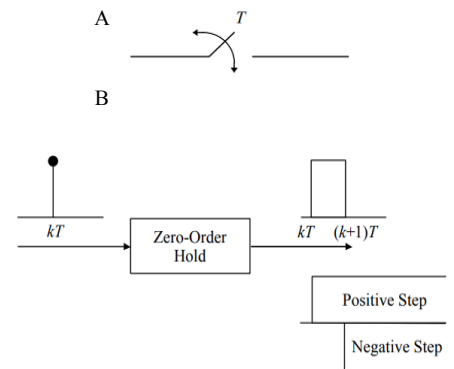 A
T
B
kT
Zero-Order
Hold
kT (k+1)T
Positive Step
Negative Step